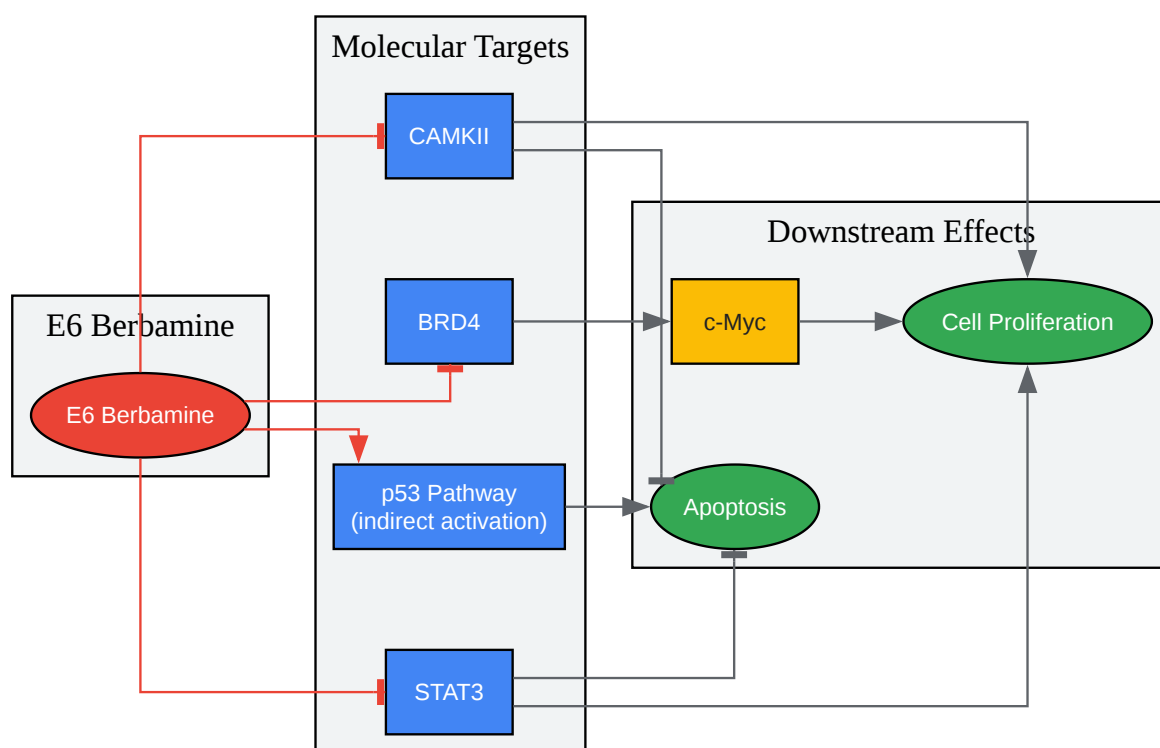 Molecular Targets
CAMKII
Downstream Effects
E6 Berbamine
BRD4
c-Myc
Cell Proliferation
E6 Berbamine
p53 Pathway
(indirect activation)
Apoptosis
STAT3